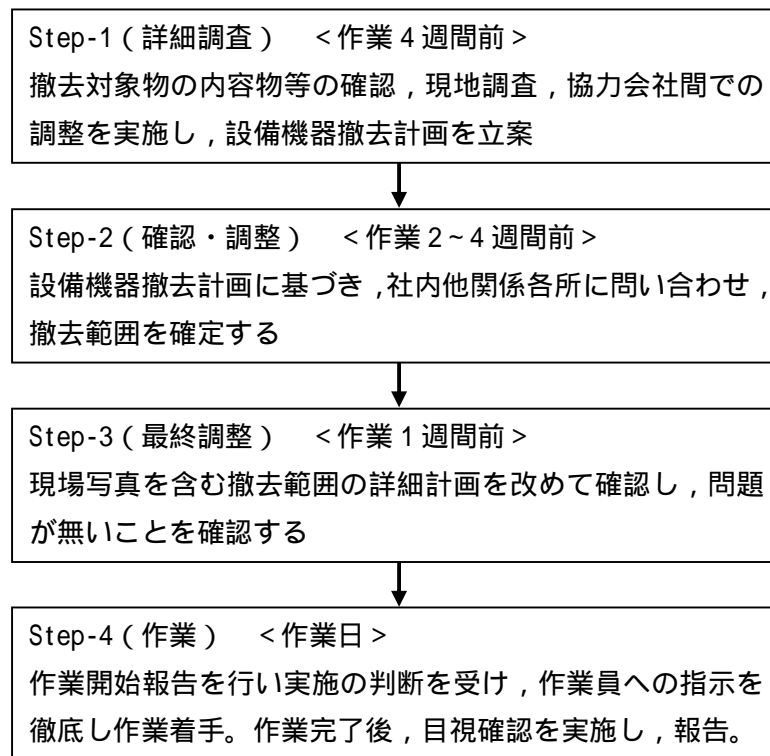 Step-1（詳細調査）　＜作業４週間前＞
撤去対象物の内容物等の確認，現地調査，協力会社間での
調整を実施し，設備機器撤去計画を立案
Step-2（確認・調整）　＜作業２~４週間前＞
設備機器撤去計画に基づき，社内他関係各所に問い合わせ，
撤去範囲を確定する
Step-3（最終調整）　＜作業１週間前＞
現場写真を含む撤去範囲の詳細計画を改めて確認し，問題
が無いことを確認する
Step-4（作業）　＜作業日＞
作業開始報告を行い実施の判断を受け，作業員への指示を
徹底し作業着手。作業完了後，目視確認を実施し，報告。